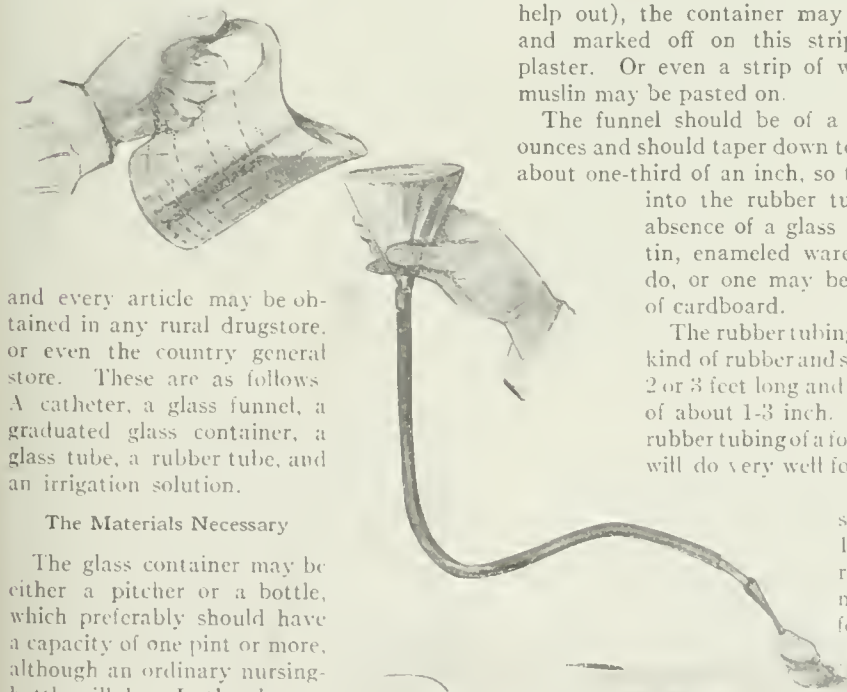 and every article may be ob-
tained in any rural drugstore,
or even the country general
store. These are as follows
A catheter, a glass funnel, a
graduated glass container, a
glass tube, a rubber tube, and
an irrigation solution.
The Materials Necessary
The glass container may be
either a pitcher or a bottle,
which preferably should have
a capacity of one pint or more,
although an ordinary nursing-
help out), the container may
and marked off on this strip
plaster. Or even a strip of
muslin may be pasted on.
The funnel should be of a
ounces and should taper down to
about one-third of an inch, so
into the rubber
absence of a glass
tin, enameled ware
do, or one may be
of cardboard.
The rubber tubing
kind of rubber and
2 or 3 feet long and
of about 1-3 inch.
rubber tubing of a
will do very well